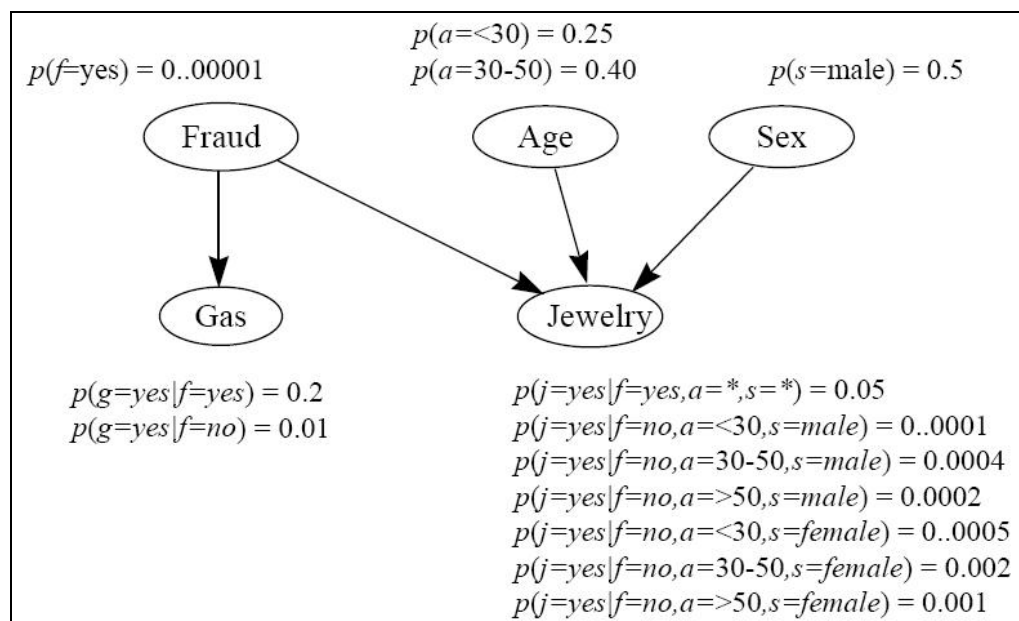 p(a=<30) = 0.25
p(f=yes) = 0..00001
p(a=30-50) = 0.40
p(s=male) = 0.5
Fraud
Age
Sex
Gas
Jewelry
p(g=yes|f=yes) = 0.2
p(g=yes|f=no) = 0.01
p(j=yes|f=yes,a=*,s=*) = 0.05
p(j=yes|f=no,a=<30,s=male) = 0..0001
p(j=yes|f=no,a=30-50,s=male) = 0.0004
p(j=yes|f=no,a=>50,s=male) = 0.0002
p(j=yes|f=no,a=<30,s=female) = 0..0005
p(j=yes|f=no,a=30-50,s=female) = 0.002
p(j=yes|f=no,a=>50,s=female) = 0.001